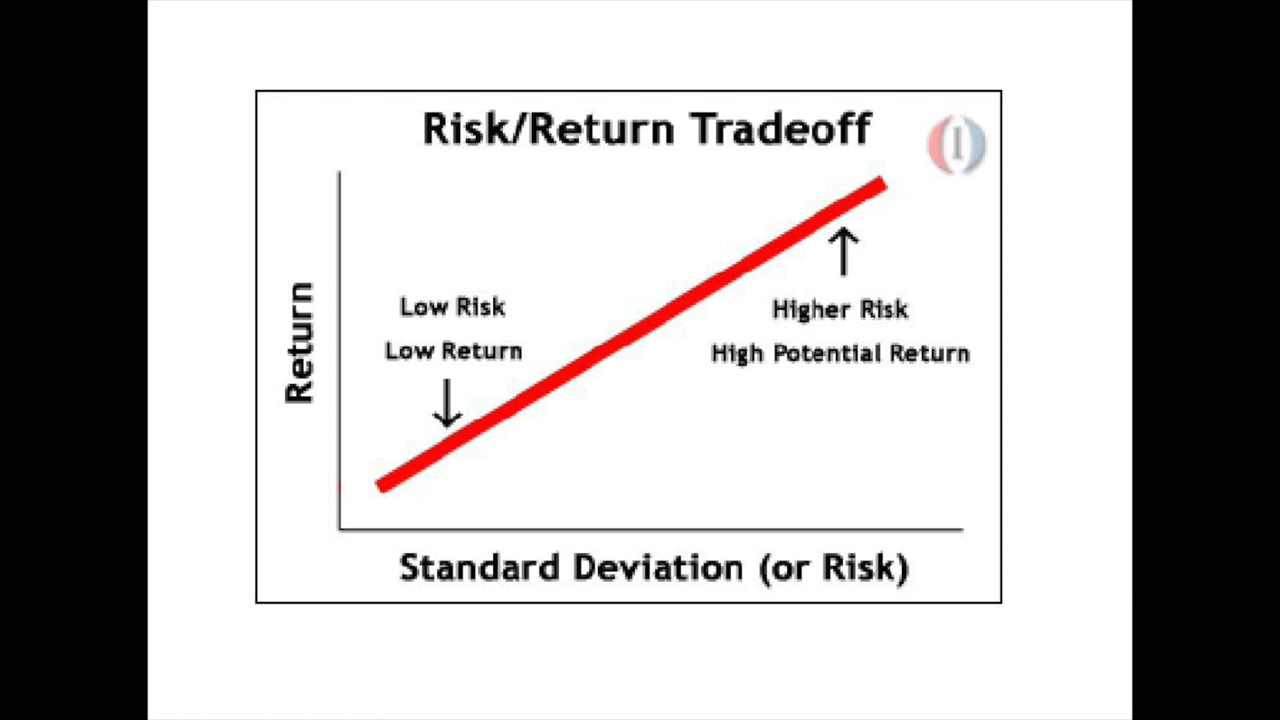 Risk/Return Tradeoff
I
Return
Low Risk
Low Return
Higher Risk
High Potential Return
Standard Deviation (or Risk)